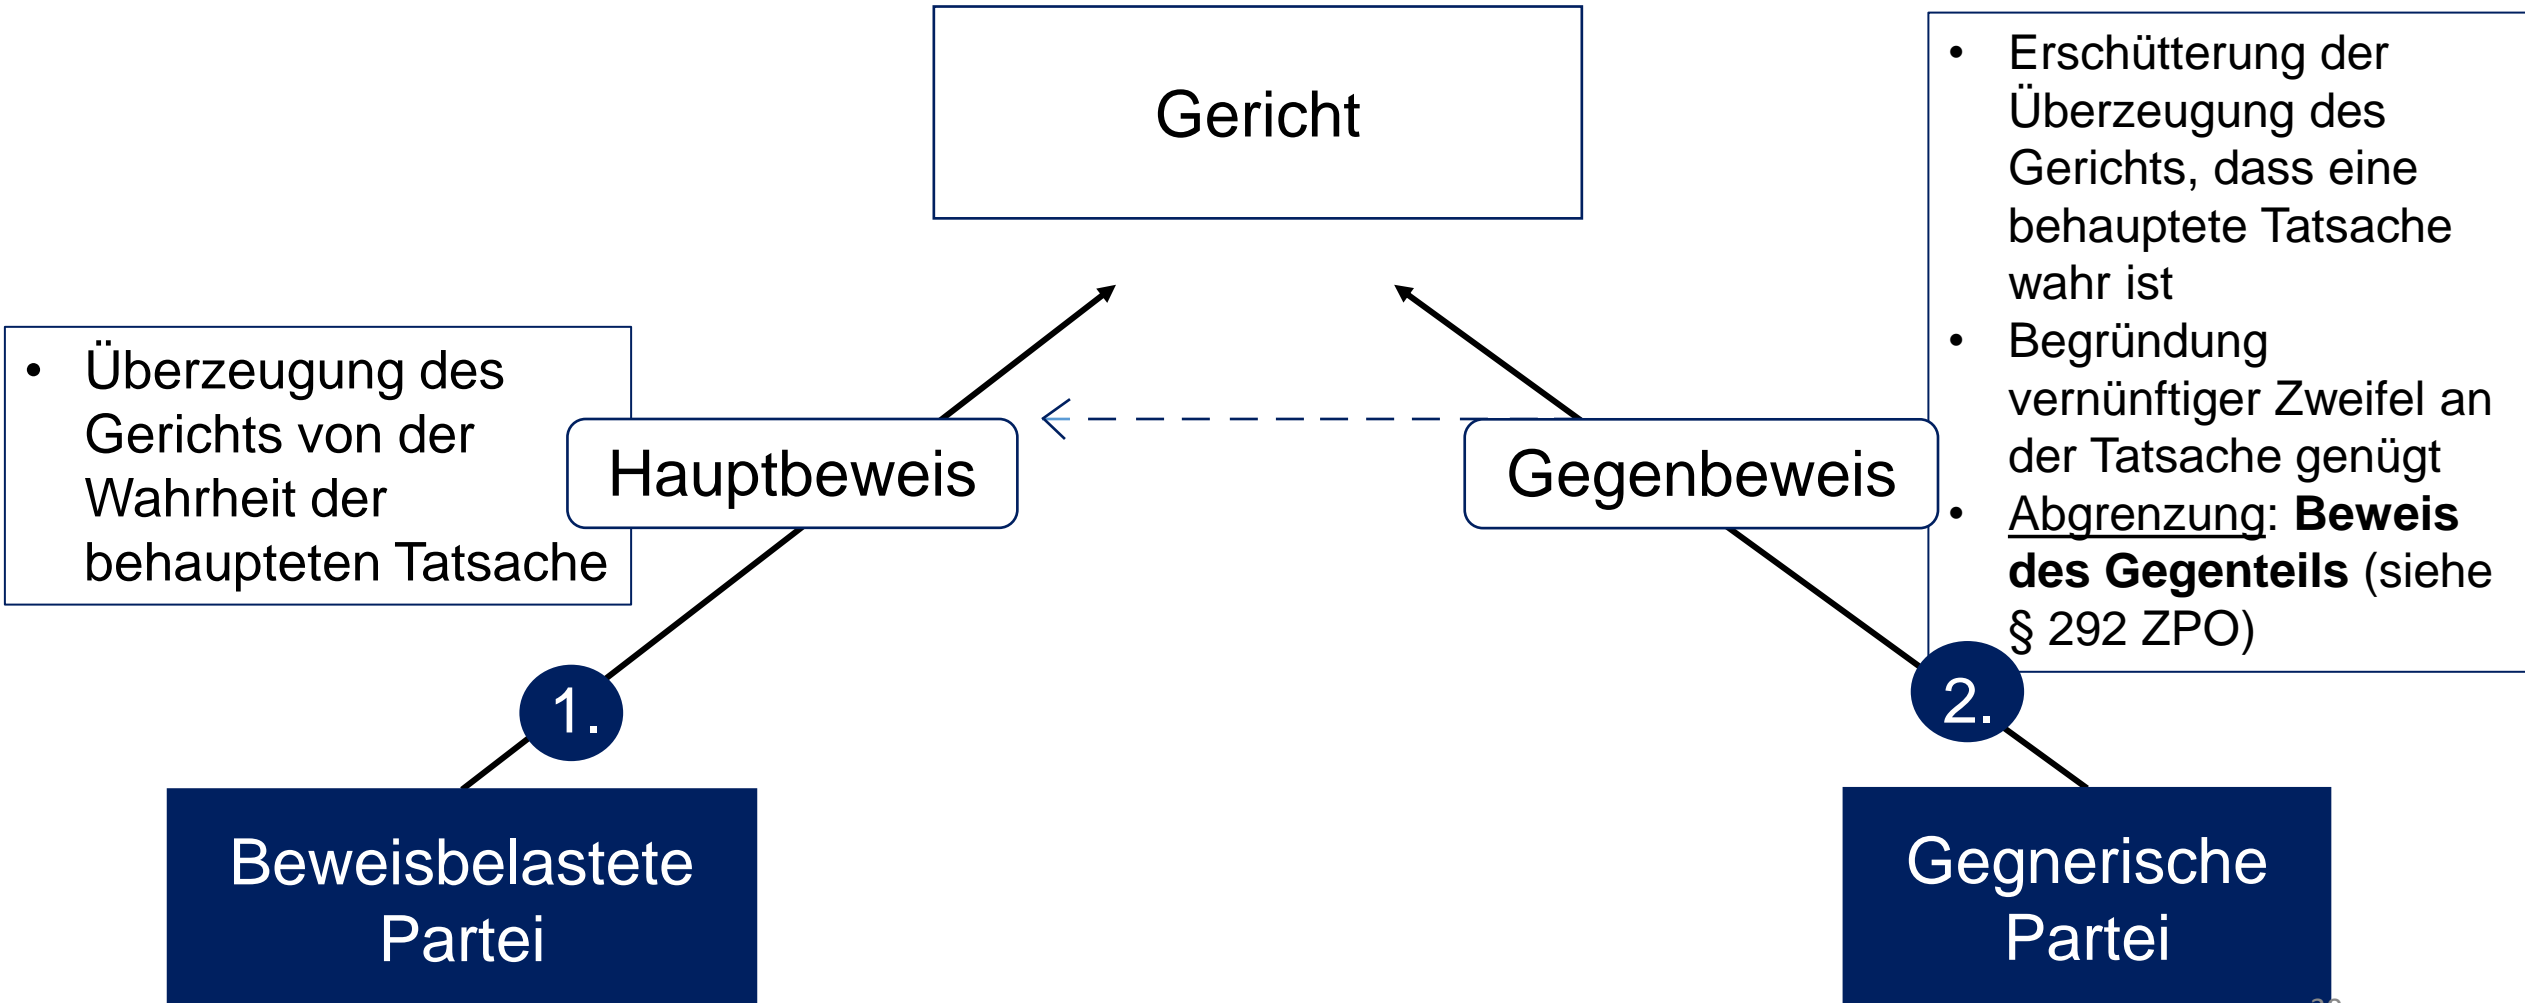 Gericht
• Erschütterung der
Überzeugung des
Gerichts, dass eine
behauptete Tatsache
wahr ist
• Begründung
vernünftiger Zweifel an
der Tatsache genügt
• Abgrenzung: Beweis
des Gegenteils (siehe
§ 292 ZPO)
• Überzeugung des
Gerichts von der
Wahrheit der
behaupteten Tatsache
Hauptbeweis
Gegenbeweis
1.
2.
Beweisbelastete
Partei
Gegnerische
Partei